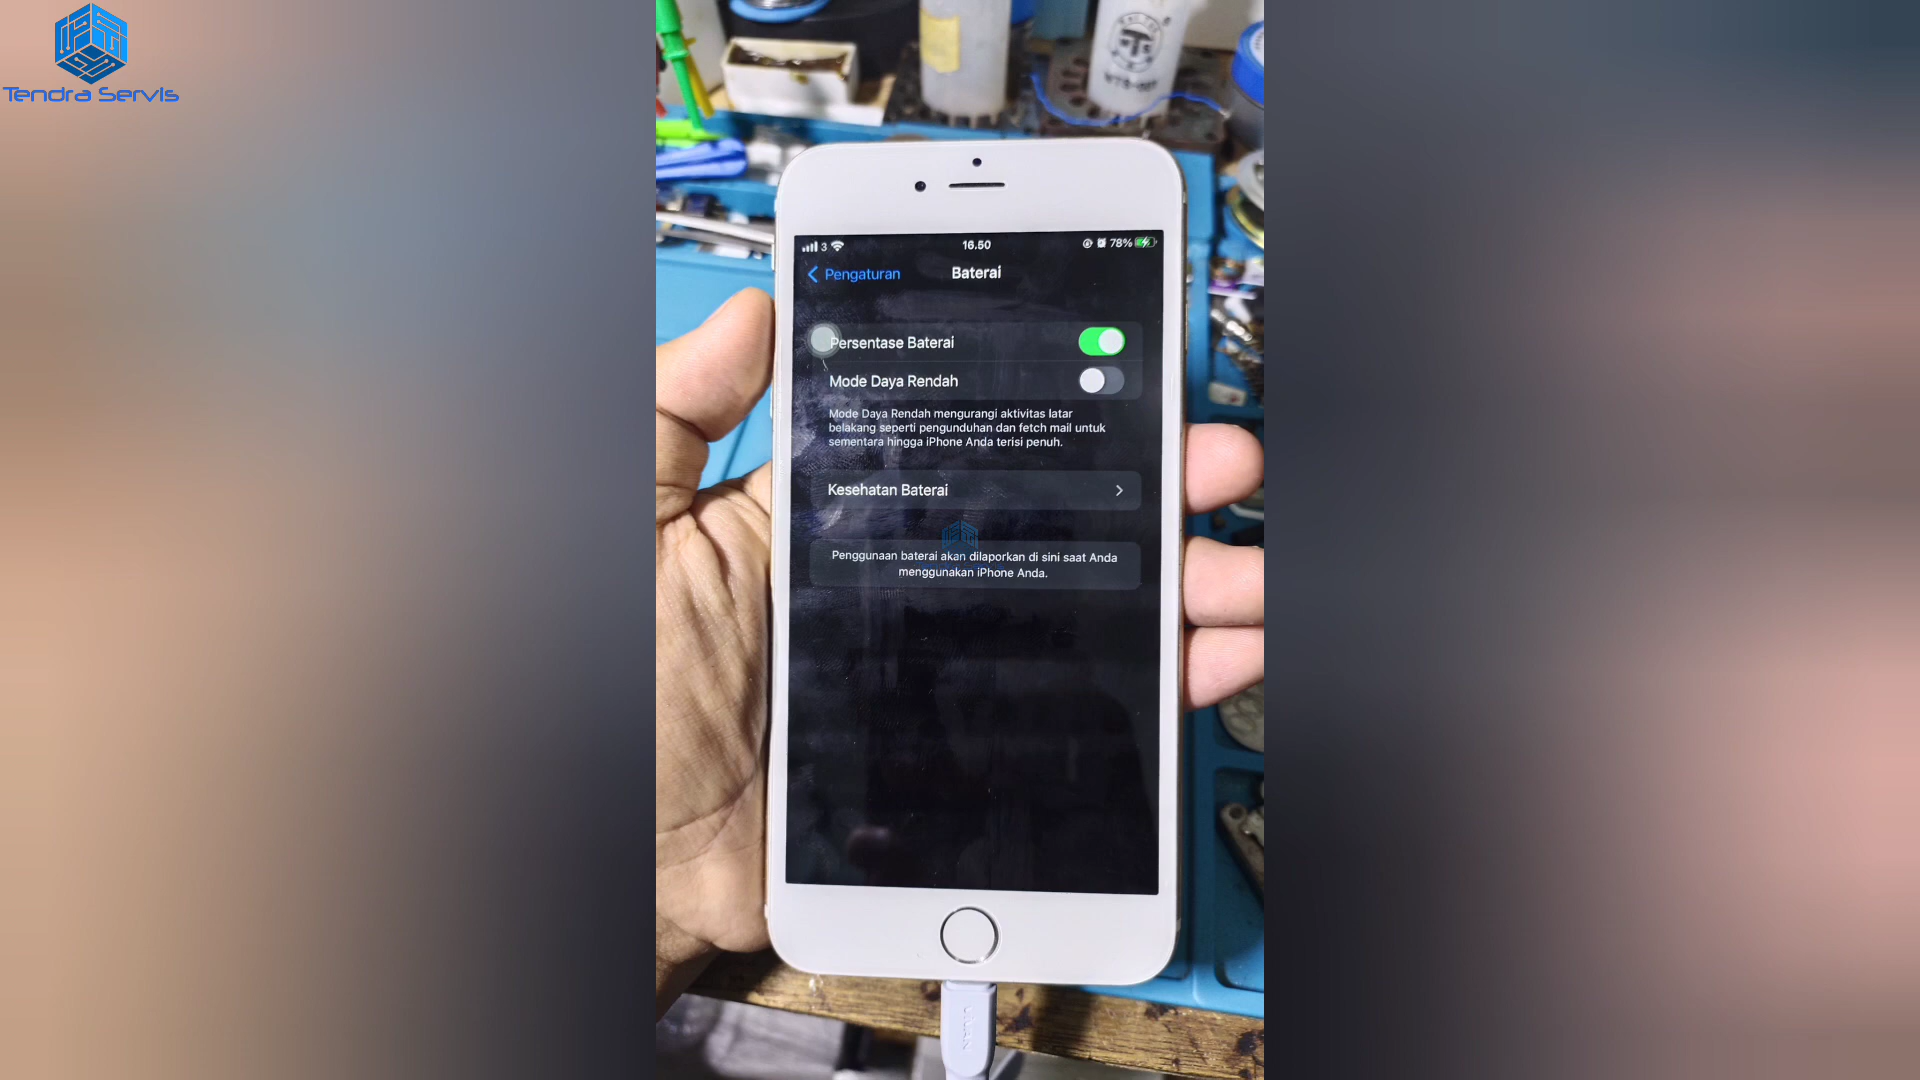 Tendra Servis
3
16.50
78%
Pengaturan
Baterai
Persentase Baterai
Mode Daya Rendah
Mode Daya Rendah mengurangi aktivitas latar
belakang seperti pengunduhan dan fetch mail untuk
sementara hingga iPhone Anda terisi penuh.
Kesehatan Baterai
Penggunaan baterai akan dilaporkan di sini saat Anda
menggunakan iPhone Anda.